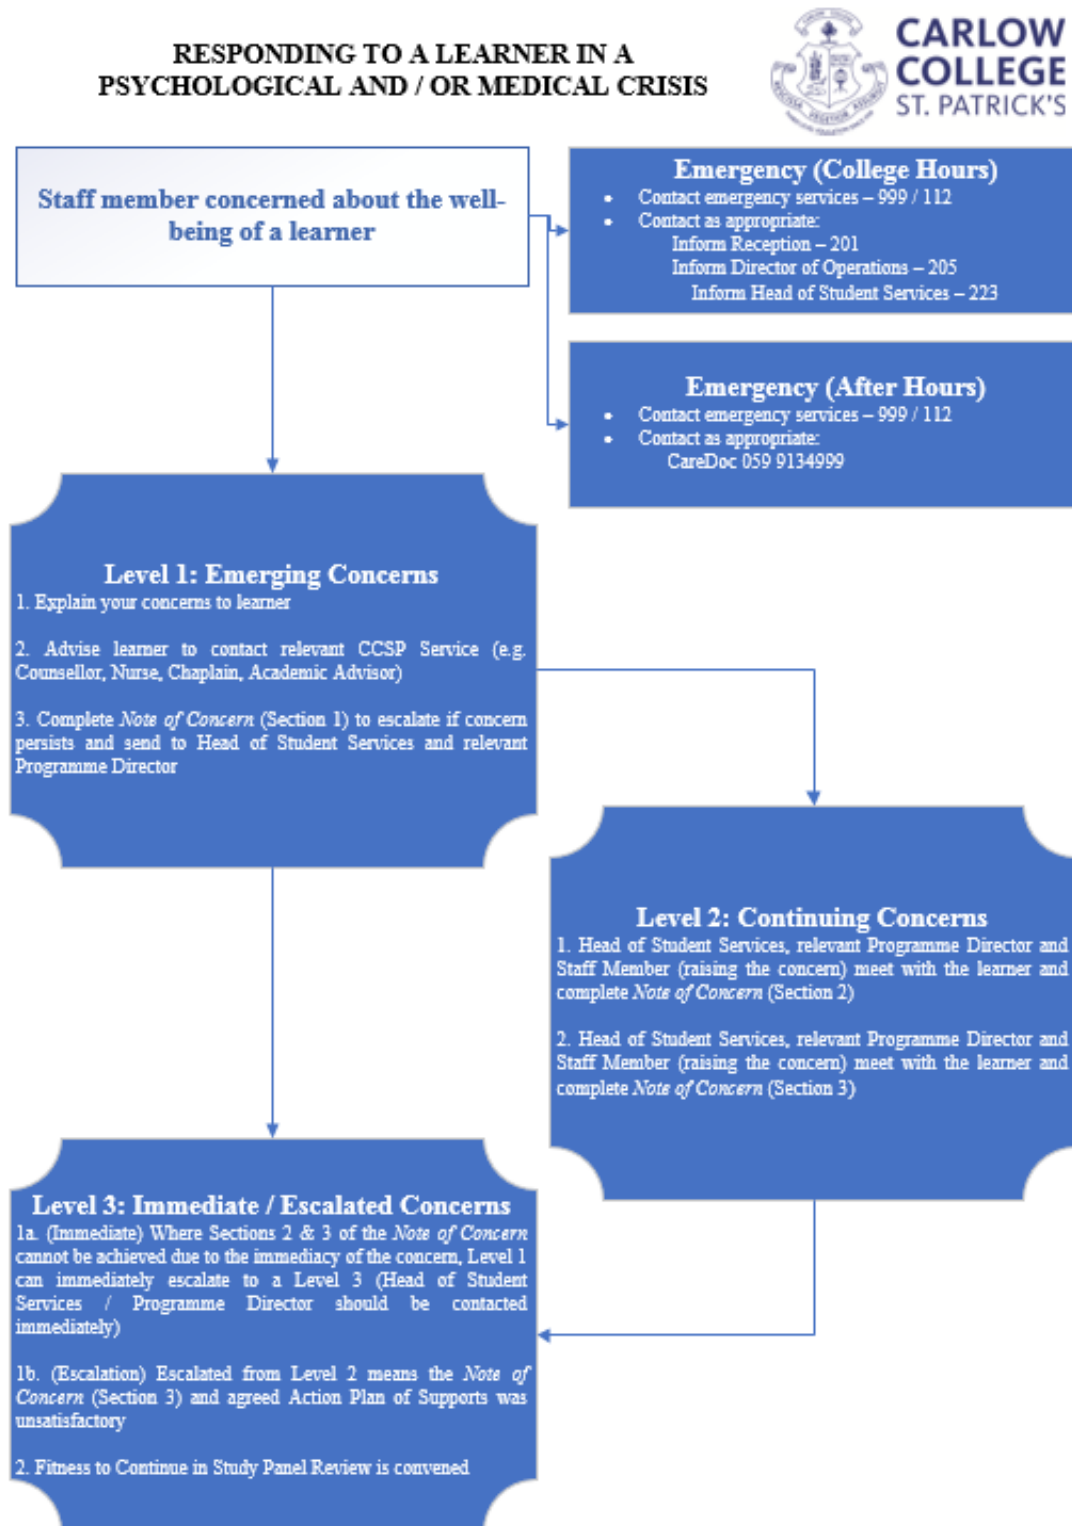 RESPONDING TO A LEARNER IN A
PSYCHOLOGICAL AND / OR MEDICAL CRISIS
CARLOW
COLLEGE
ST. PATRICK'S
Staff member concerned about the well-
being of a learner
Emergency (College Hours)
• Contact emergency services – 999 / 112
• Contact as appropriate:
Inform Reception – 201
Inform Director of Operations – 205
Inform Head of Student Services – 223
Emergency (After Hours)
• Contact emergency services – 999 / 112
• Contact as appropriate:
CareDoc 059 9134999
Level 1: Emerging Concerns
1. Explain your concerns to learner
2. Advise learner to contact relevant CCSP Service (e.g.
Counsellor, Nurse, Chaplain, Academic Advisor)
3. Complete Note of Concern (Section 1) to escalate if concern
persists and send to Head of Student Services and relevant
Programme Director
Level 2: Continuing Concerns
1. Head of Student Services, relevant Programme Director and
Staff Member (raising the concern) meet with the learner and
complete Note of Concern (Section 2)
2. Head of Student Services, relevant Programme Director and
Staff Member (raising the concern) meet with the learner and
complete Note of Concern (Section 3)
Level 3: Immediate / Escalated Concerns
1a. (Immediate) Where Sections 2 & 3 of the Note of Concern
cannot be achieved due to the immediacy of the concern, Level 1
can immediately escalate to a Level 3 (Head of Student
Services / Programme Director should be contacted
immediately)
1b. (Escalation) Escalated from Level 2 means the Note of
Concern (Section 3) and agreed Action Plan of Supports was
unsatisfactory
2. Fitness to Continue in Study Panel Review is convened